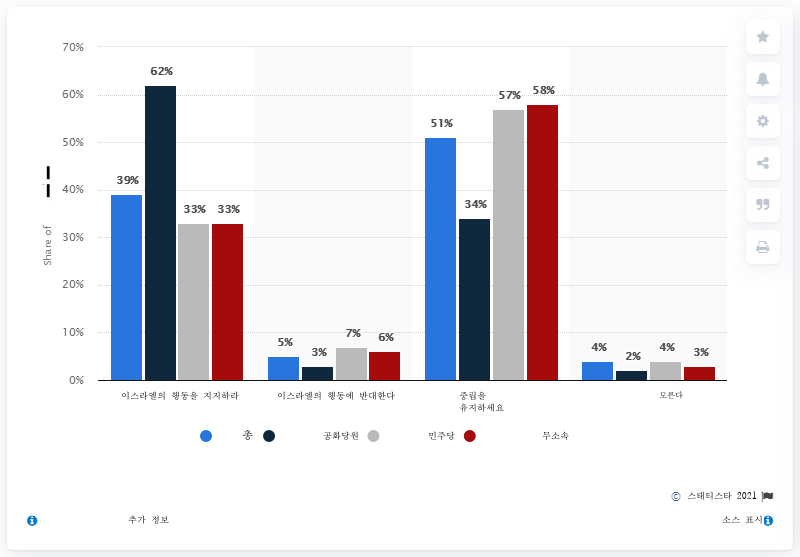 70%
60%
50%
40%
30%
20%
10%
0%
Share of
39%
62%
33%
33%
5%
3%
7%
6%
51%
34%
57%
58%
4%
2%
4%
3%
이스라엘의 행동을 지지하라
이스라엘의 행동에 반대한다
중립을
유지하세요
모른다
총
공화당원
민주당
무소속
© 스태티스타 2021
추가 정보
소스 표시